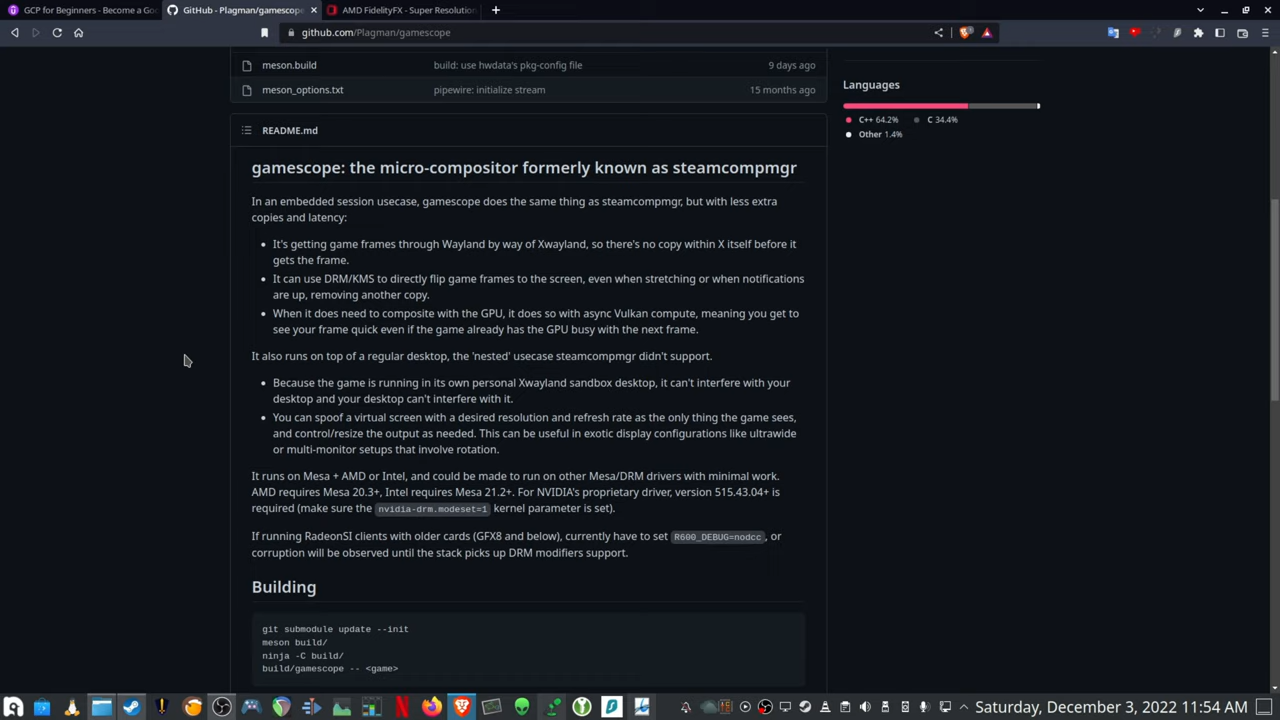 GCP for Beginners - Become a Goo
GitHub - Plagman/gamescope
AMD FidelityFX - Super Resolution
github.com/Plagman/gamescope
meson.build
build: use hwdata's pkg-config file
9 days ago
meson_options.txt
pipewire: initialize stream
15 months ago
Languages
C++ 64.2%
C 34.4%
Other 1.4%
README.md
gamescope: the micro-compositor formerly known as steamcompmgr
In an embedded session usecase, gamescope does the same thing as steamcompmgr, but with less extra
copies and latency:
• It's getting game frames through Wayland by way of Xwayland, so there's no copy within X itself before it
gets the frame.
• It can use DRM/KMS to directly flip game frames to the screen, even when stretching or when notifications
are up, removing another copy.
• When it does need to composite with the GPU, it does so with async Vulkan compute, meaning you get to
see your frame quick even if the game already has the GPU busy with the next frame.
It also runs on top of a regular desktop, the 'nested' usecase steamcompmgr didn't support.
• Because the game is running in its own personal Xwayland sandbox desktop, it can't interfere with your
desktop and your desktop can't interfere with it.
• You can spoof a virtual screen with a desired resolution and refresh rate as the only thing the game sees,
and control/resize the output as needed. This can be useful in exotic display configurations like ultrawide
or multi-monitor setups that involve rotation.
It runs on Mesa + AMD or Intel, and could be made to run on other Mesa/DRM drivers with minimal work.
AMD requires Mesa 20.3+, Intel requires Mesa 21.2+. For NVIDIA's proprietary driver, version 515.43.04+ is
required (make sure the nvidia-drm.modeset=1 kernel parameter is set).
If running RadeonSI clients with older cards (GFX8 and below), currently have to set R600_DEBUG=nodcc, or
corruption will be observed until the stack picks up DRM modifiers support.
Building
git submodule update --init
meson build/
ninja -C build/
build/gamescope -- <game>
Saturday, December 3, 2022 11:54 AM